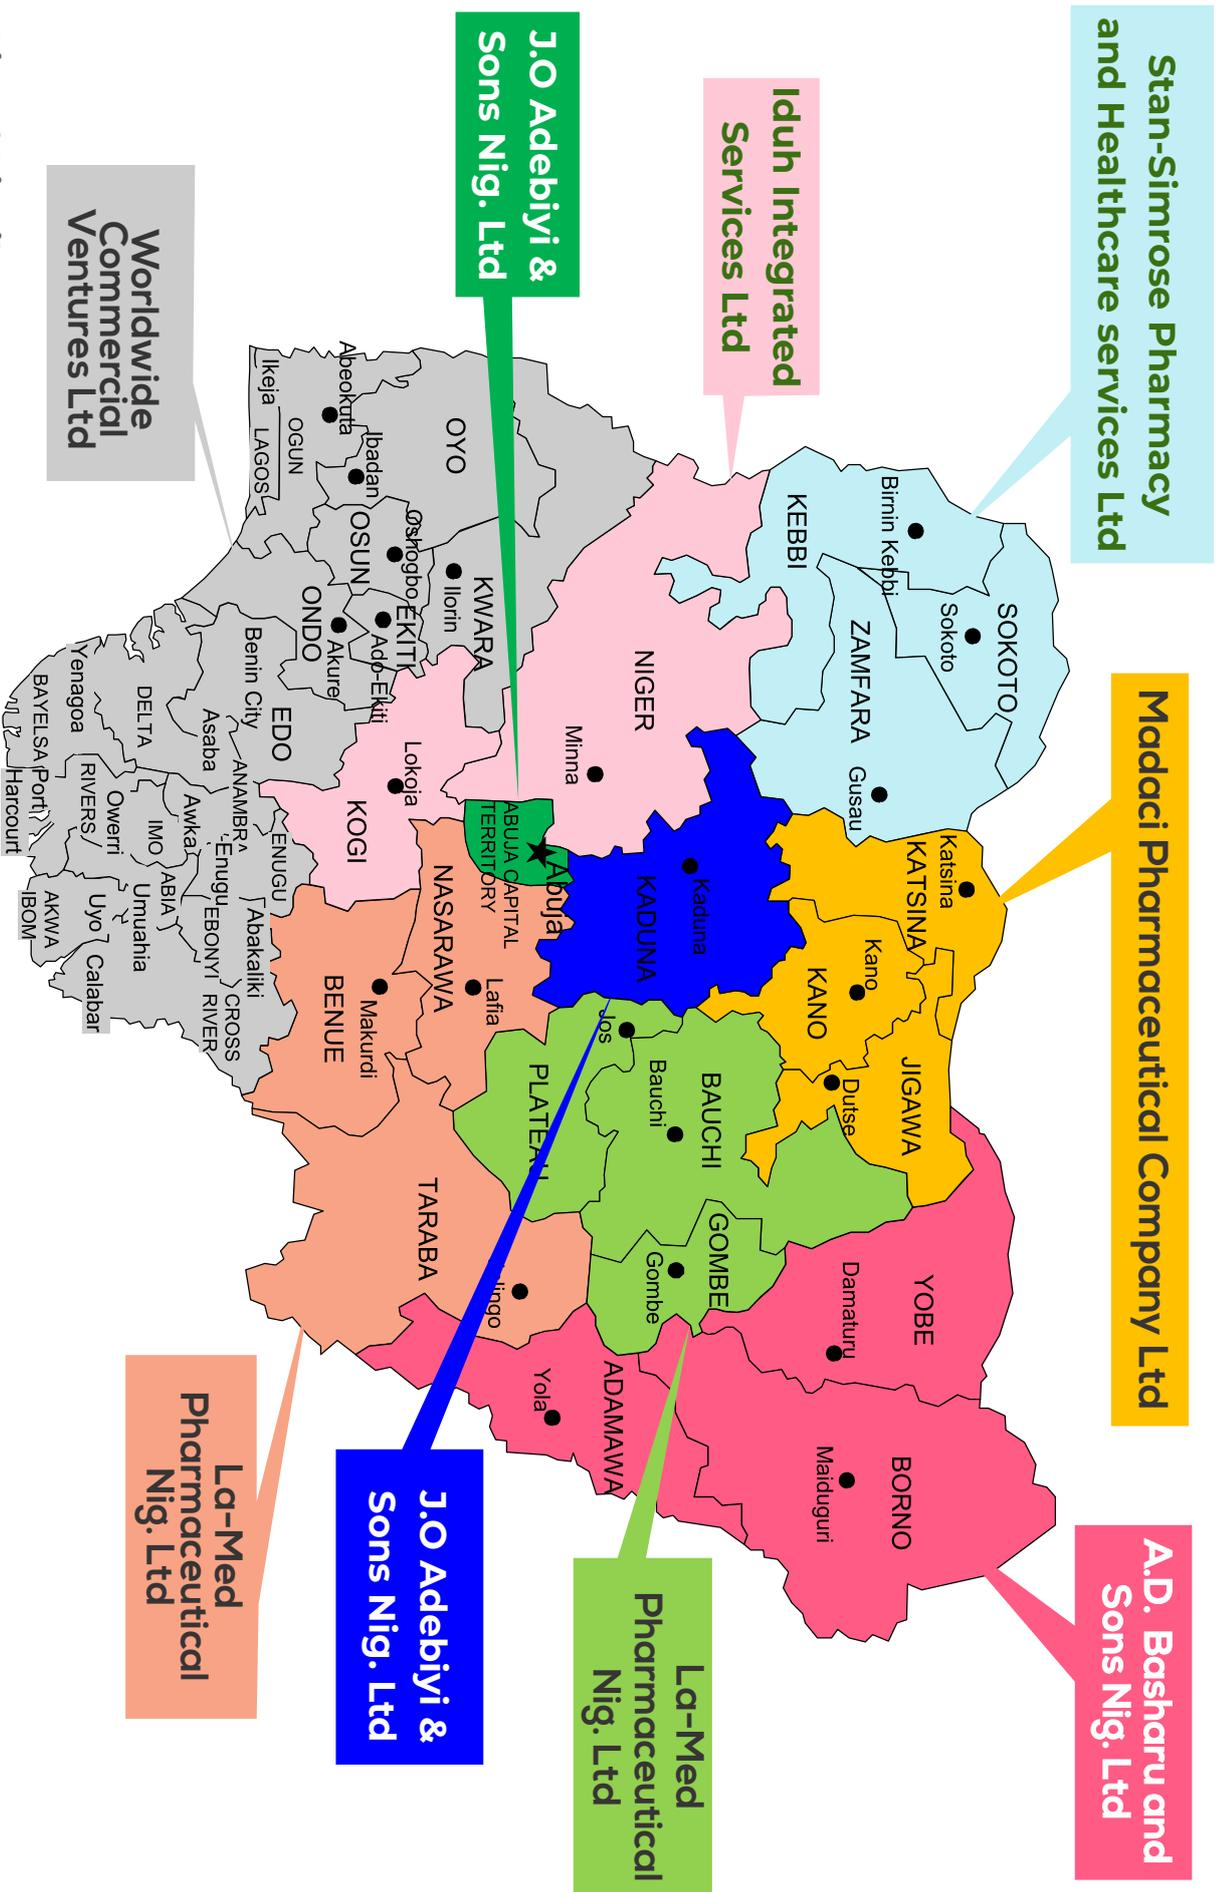 Stan-Simrose Pharmacy
and Healthcare services Ltd
Madaci Pharmaceutical Company Ltd
A.D. Basharu and
Sons Nig. Ltd
Iduh Integrated
Services Ltd
J.O Adebiyi &
Sons Nig. Ltd
Worldwide
Commercial
Ventures Ltd
La-Med
Pharmaceutical
Nig. Ltd
J.O Adebiyi &
Sons Nig. Ltd
La-Med
Pharmaceutical
Nig. Ltd
SOKOTO
Sokoto
Birnin Kebbi
KEBBI
ZAMFARA
Gusau
Katsina
KATSINA
Kano
KANO
JIGAWA
Dutse
YOBE
Damaturu
BORNO
Maiduguri
NIGER
Minna
Kaduna
KADUNA
BAUCHI
Bauchi
GOMBE
Gombe
ADAMAWA
Yola
Jos
PLATEAU
Abuja
ABUJA CAPITAL
TERRITORY
NASARAWA
Lafia
TARABA
KWARA
Ilorin
OYO
Ibadan
Abeokuta
OGUN
Ikeja
LAGOS
Oshogbo
OSUN
EKITI
Ado-Ekiti
ONDO
Akure
Lokoja
KOGI
Makurdi
BENUE
EDO
Benin City
Asaba
DELTA
ANAMBRA
Awka
ENUGU
Enugu
Abakaliki
EBONYI
CROSS
RIVER
Calabar
IMO
Owerri
ABIA
Umuahia
Uyo
AKWA
IBOM
RIVERS
Port
Harcourt
Yenagoa
BAYELSA